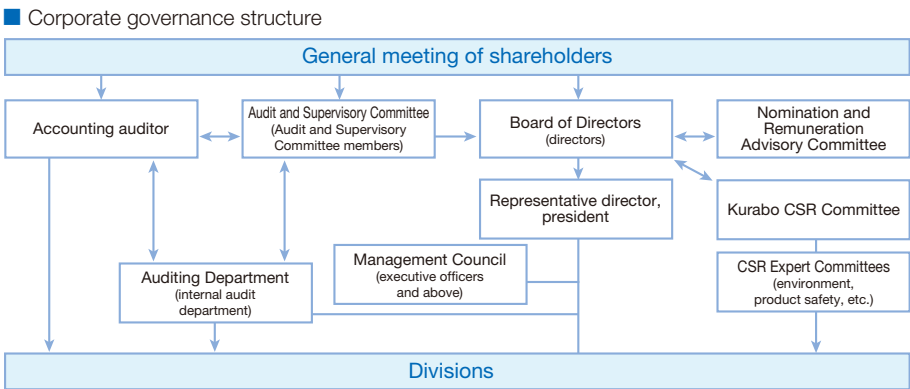 Corporate governance structure
General meeting of shareholders
Accounting auditor
Audit and Supervisory Committee
(Audit and Supervisory
Committee members)
Board of Directors
(directors)
Nomination and
Remuneration
Advisory Committee
Representative director,
president
Kurabo CSR Committee
Management Council
(executive officers
and above)
Auditing Department
(internal audit
department)
CSR Expert Committees
(environment,
product safety, etc.)
Divisions